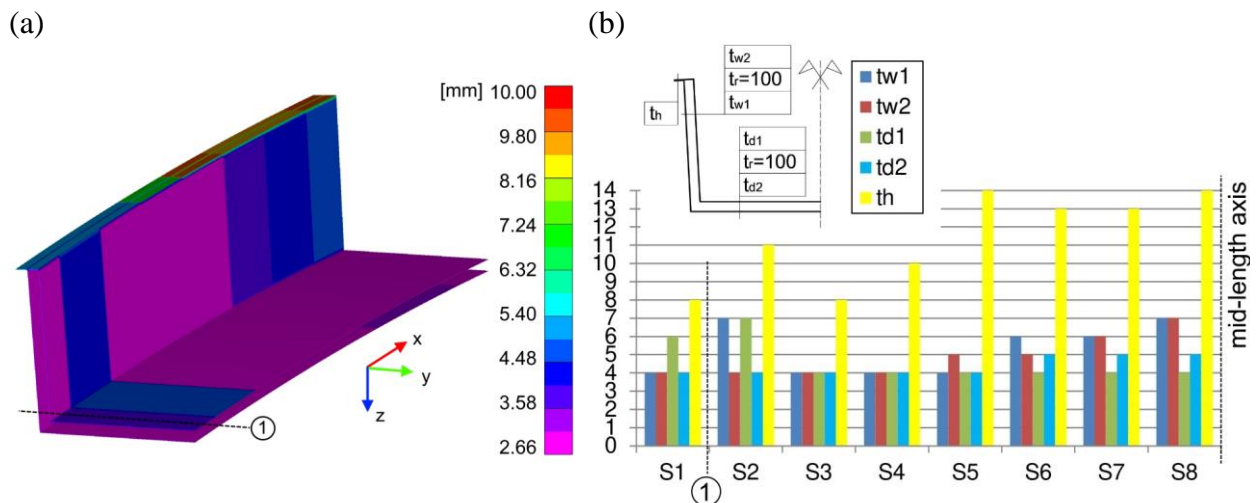 (a)
[mm]
10.00
9.80
8.16
7.24
6.32
5.40
4.48
3.58
2.66
x
y
z
1
(b)
tw2
tr=100
tw1
th
td1
tr=100
td2
tw1
tw2
td1
td2
th
14
13
12
11
10
9
8
7
6
5
4
3
2
1
0
S1 S2 S3 S4 S5 S6 S7 S8
1
mid-length axis